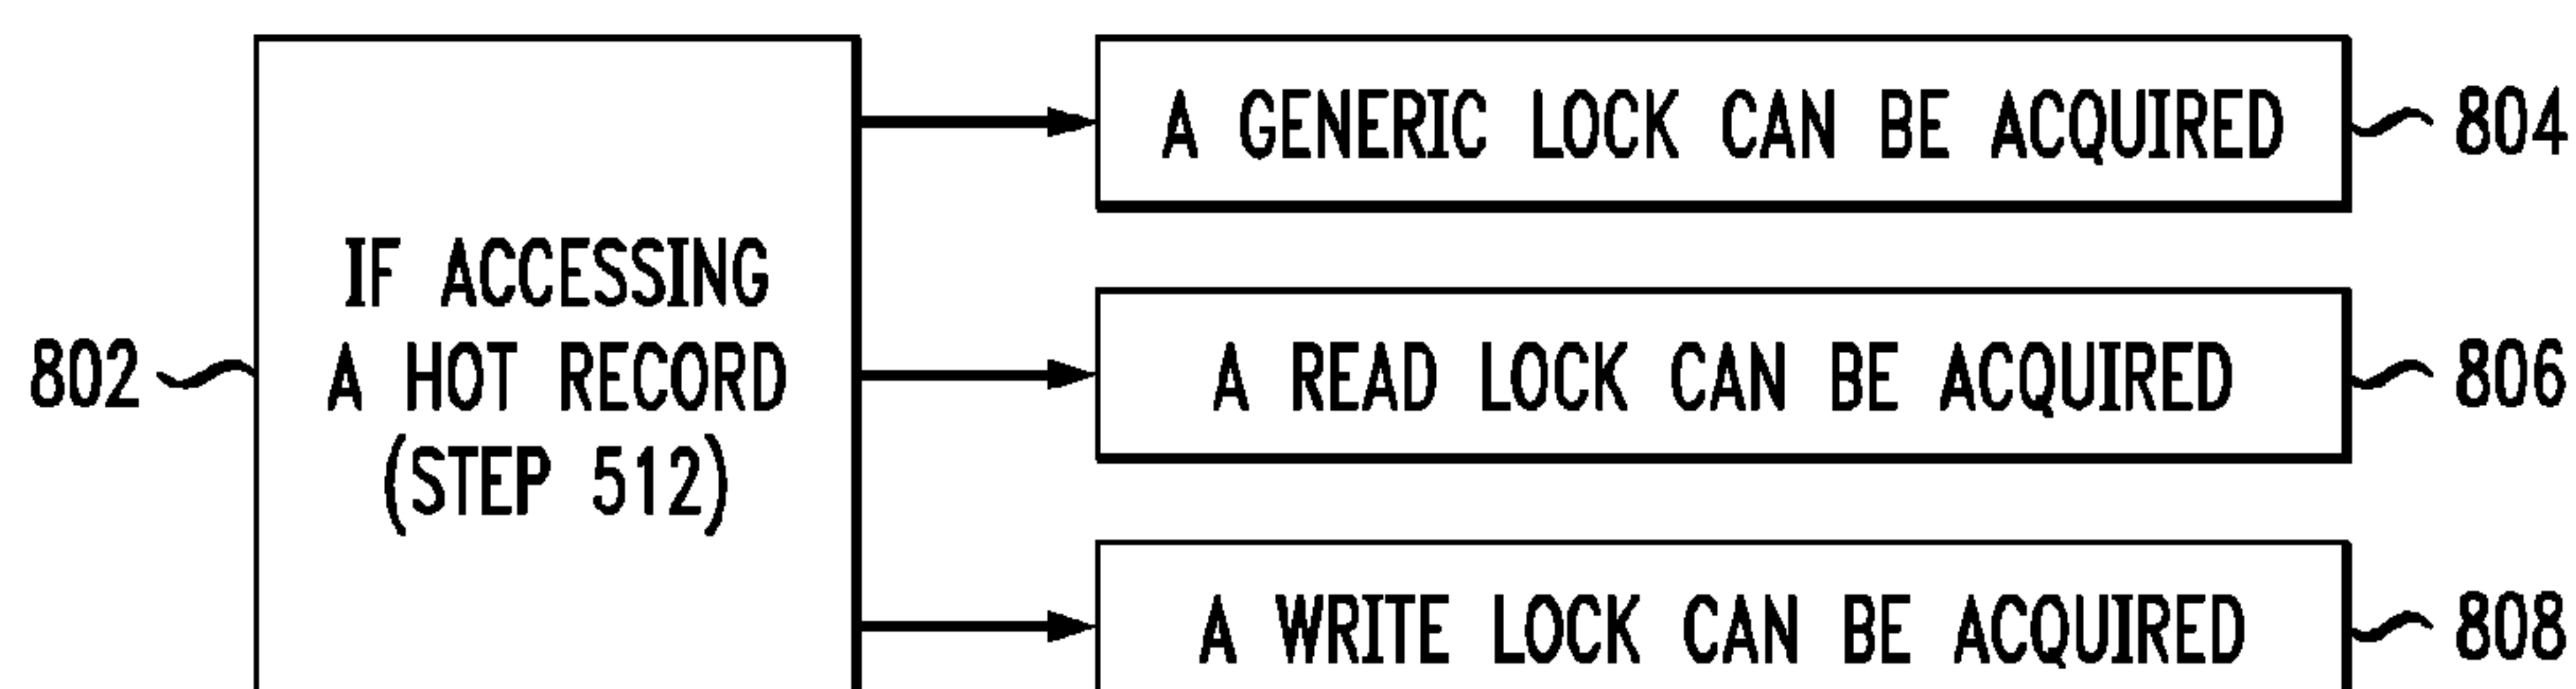 A GENERIC LOCK CAN BE ACQUIRED
804
IF ACCESSING
A HOT RECORD
(STEP 512)
802
A READ LOCK CAN BE ACQUIRED
806
A WRITE LOCK CAN BE ACQUIRED
808